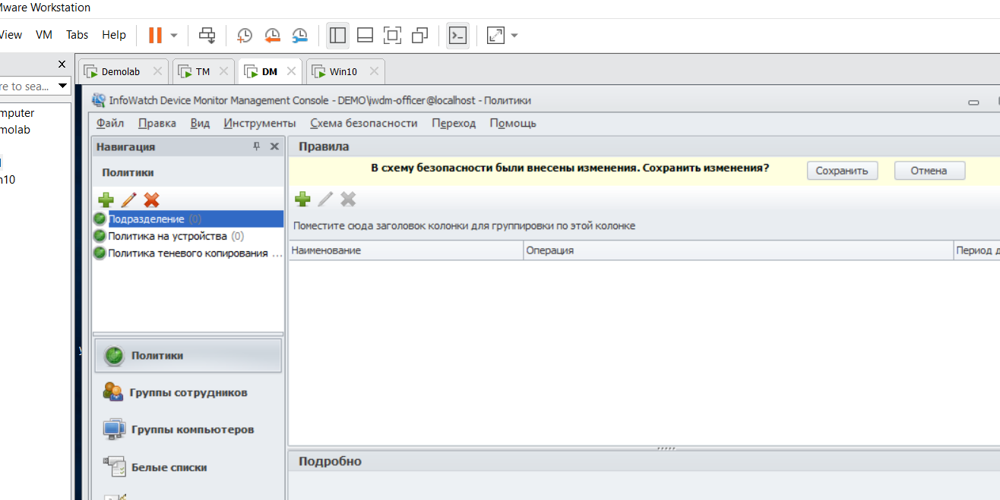 Mware Workstation
View VM Tabs Help
re to sea...
mputer
molab
n10
Demolab TM DM Win10
InfoWatch Device Monitor Management Console - DEMO\iwdm-officer@localhost - Политики
Файл Правка Вид Инструменты Схема безопасности Переход Помощь
Навигация
Политики
Подразделение (0)
Политика на устройства (0)
Политика теневого копирования ...
Политики
Группы сотрудников
Группы компьютеров
Белые списки
Правила
В схему безопасности были внесены изменения. Сохранить изменения? Сохранить Отмена
Поместите сюда заголовок колонки для группировки по этой колонке
Наименование Операция Период д
Подробно